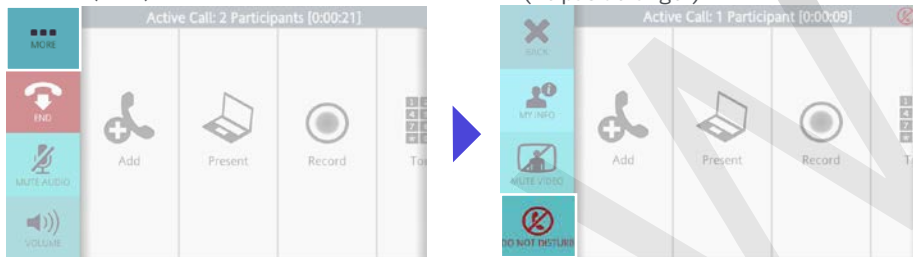 Active Call: 2 Participants [0:00:21]
MORE
END
MUTE AUDIO
VOLUME
Add
Present
Record
Active Call: 1 Participant [0:00:09]
BACK
MY INFO
MUTE VIDEO
DO NOT DISTURB
Add
Present
Record